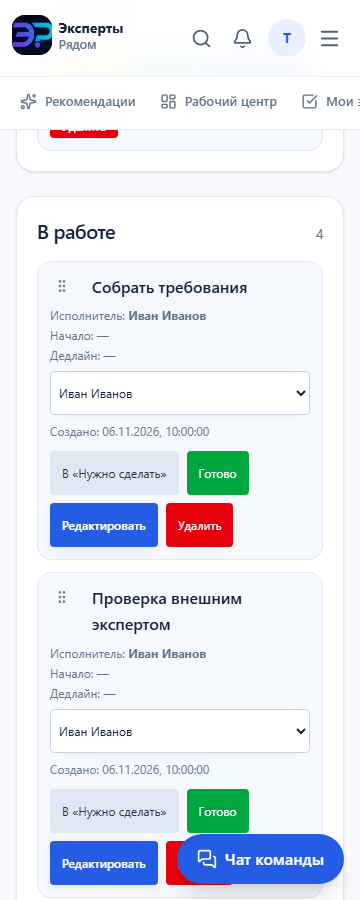 Эксперты
Рядом
Т
Рекомендации
Рабочий центр
Мои
В работе
4
Собрать требования
Исполнитель: Иван Иванов
Начало: —
Дедлайн: —
Иван Иванов
Создано: 06.11.2026, 10:00:00
В «Нужно сделать»
Готово
Редактировать
Удалить
Проверка внешним
экспертом
Исполнитель: Иван Иванов
Начало: —
Дедлайн: —
Иван Иванов
Создано: 06.11.2026, 10:00:00
В «Нужно сделать»
Готово
Редактировать
Чат команды